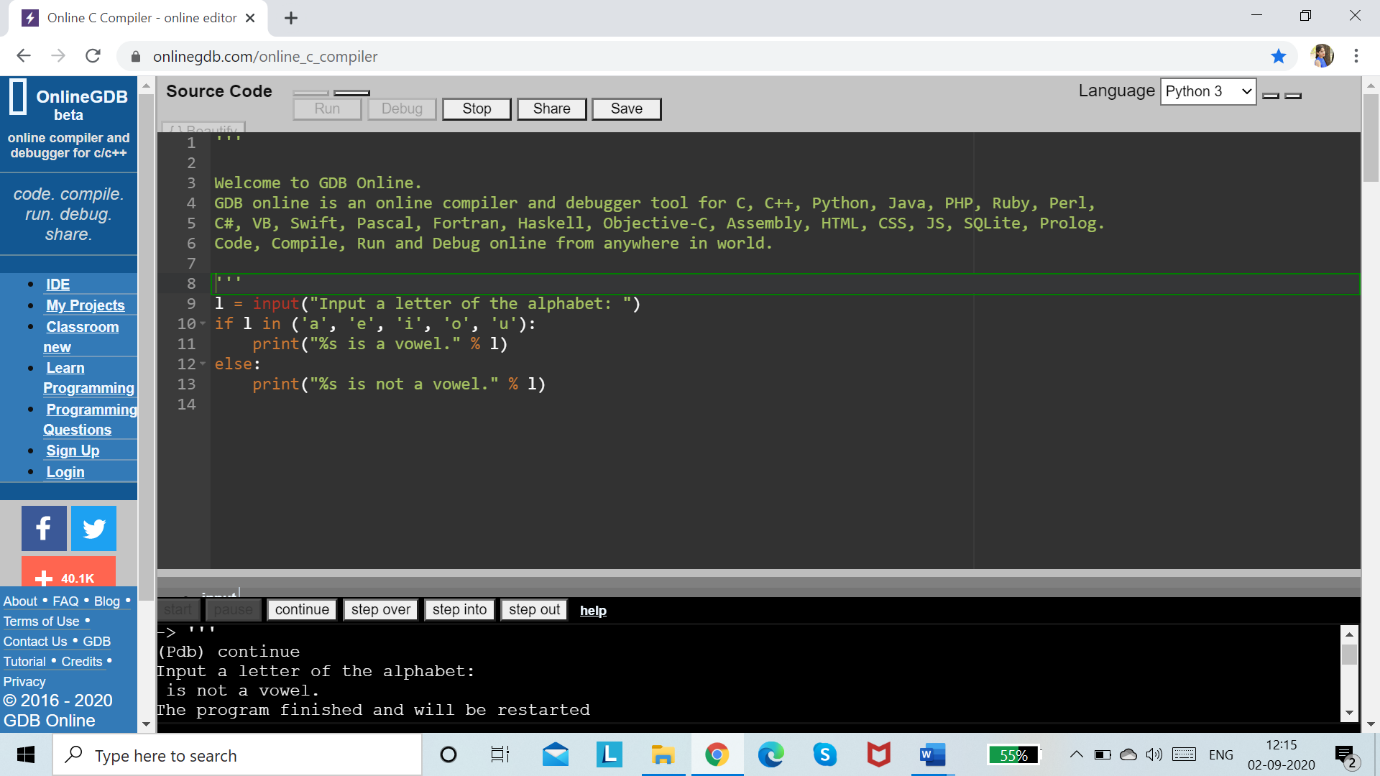 Online C Compiler - online editor
onlinegdb.com/online_c_compiler
OnlineGDB
beta
online compiler and
debugger for c/c++
code. compile.
run. debug.
share.
IDE
My Projects
Classroom
new
Learn
Programming
Programming
Questions
Sign Up
Login
40.1K
About • FAQ • Blog •
Terms of Use •
Contact Us • GDB
Tutorial • Credits •
Privacy
© 2016 - 2020
GDB Online
Source Code
Run Debug Stop Share Save
Language Python 3
{ } Beautify
1 '''
2
3 Welcome to GDB Online.
4 GDB online is an online compiler and debugger tool for C, C++, Python, Java, PHP, Ruby, Perl,
5 C#, VB, Swift, Pascal, Fortran, Haskell, Objective-C, Assembly, HTML, CSS, JS, SQLite, Prolog.
6 Code, Compile, Run and Debug online from anywhere in world.
7
8 '''
9 l = input("Input a letter of the alphabet: ")
10 if l in ('a', 'e', 'i', 'o', 'u'):
11     print("%s is a vowel." % l)
12 else:
13     print("%s is not a vowel." % l)
14
input
start pause continue step over step into step out help
-> '''
(Pdb) continue
Input a letter of the alphabet:
 is not a vowel.
The program finished and will be restarted
Type here to search
55%
ENG
12:15
02-09-2020
2